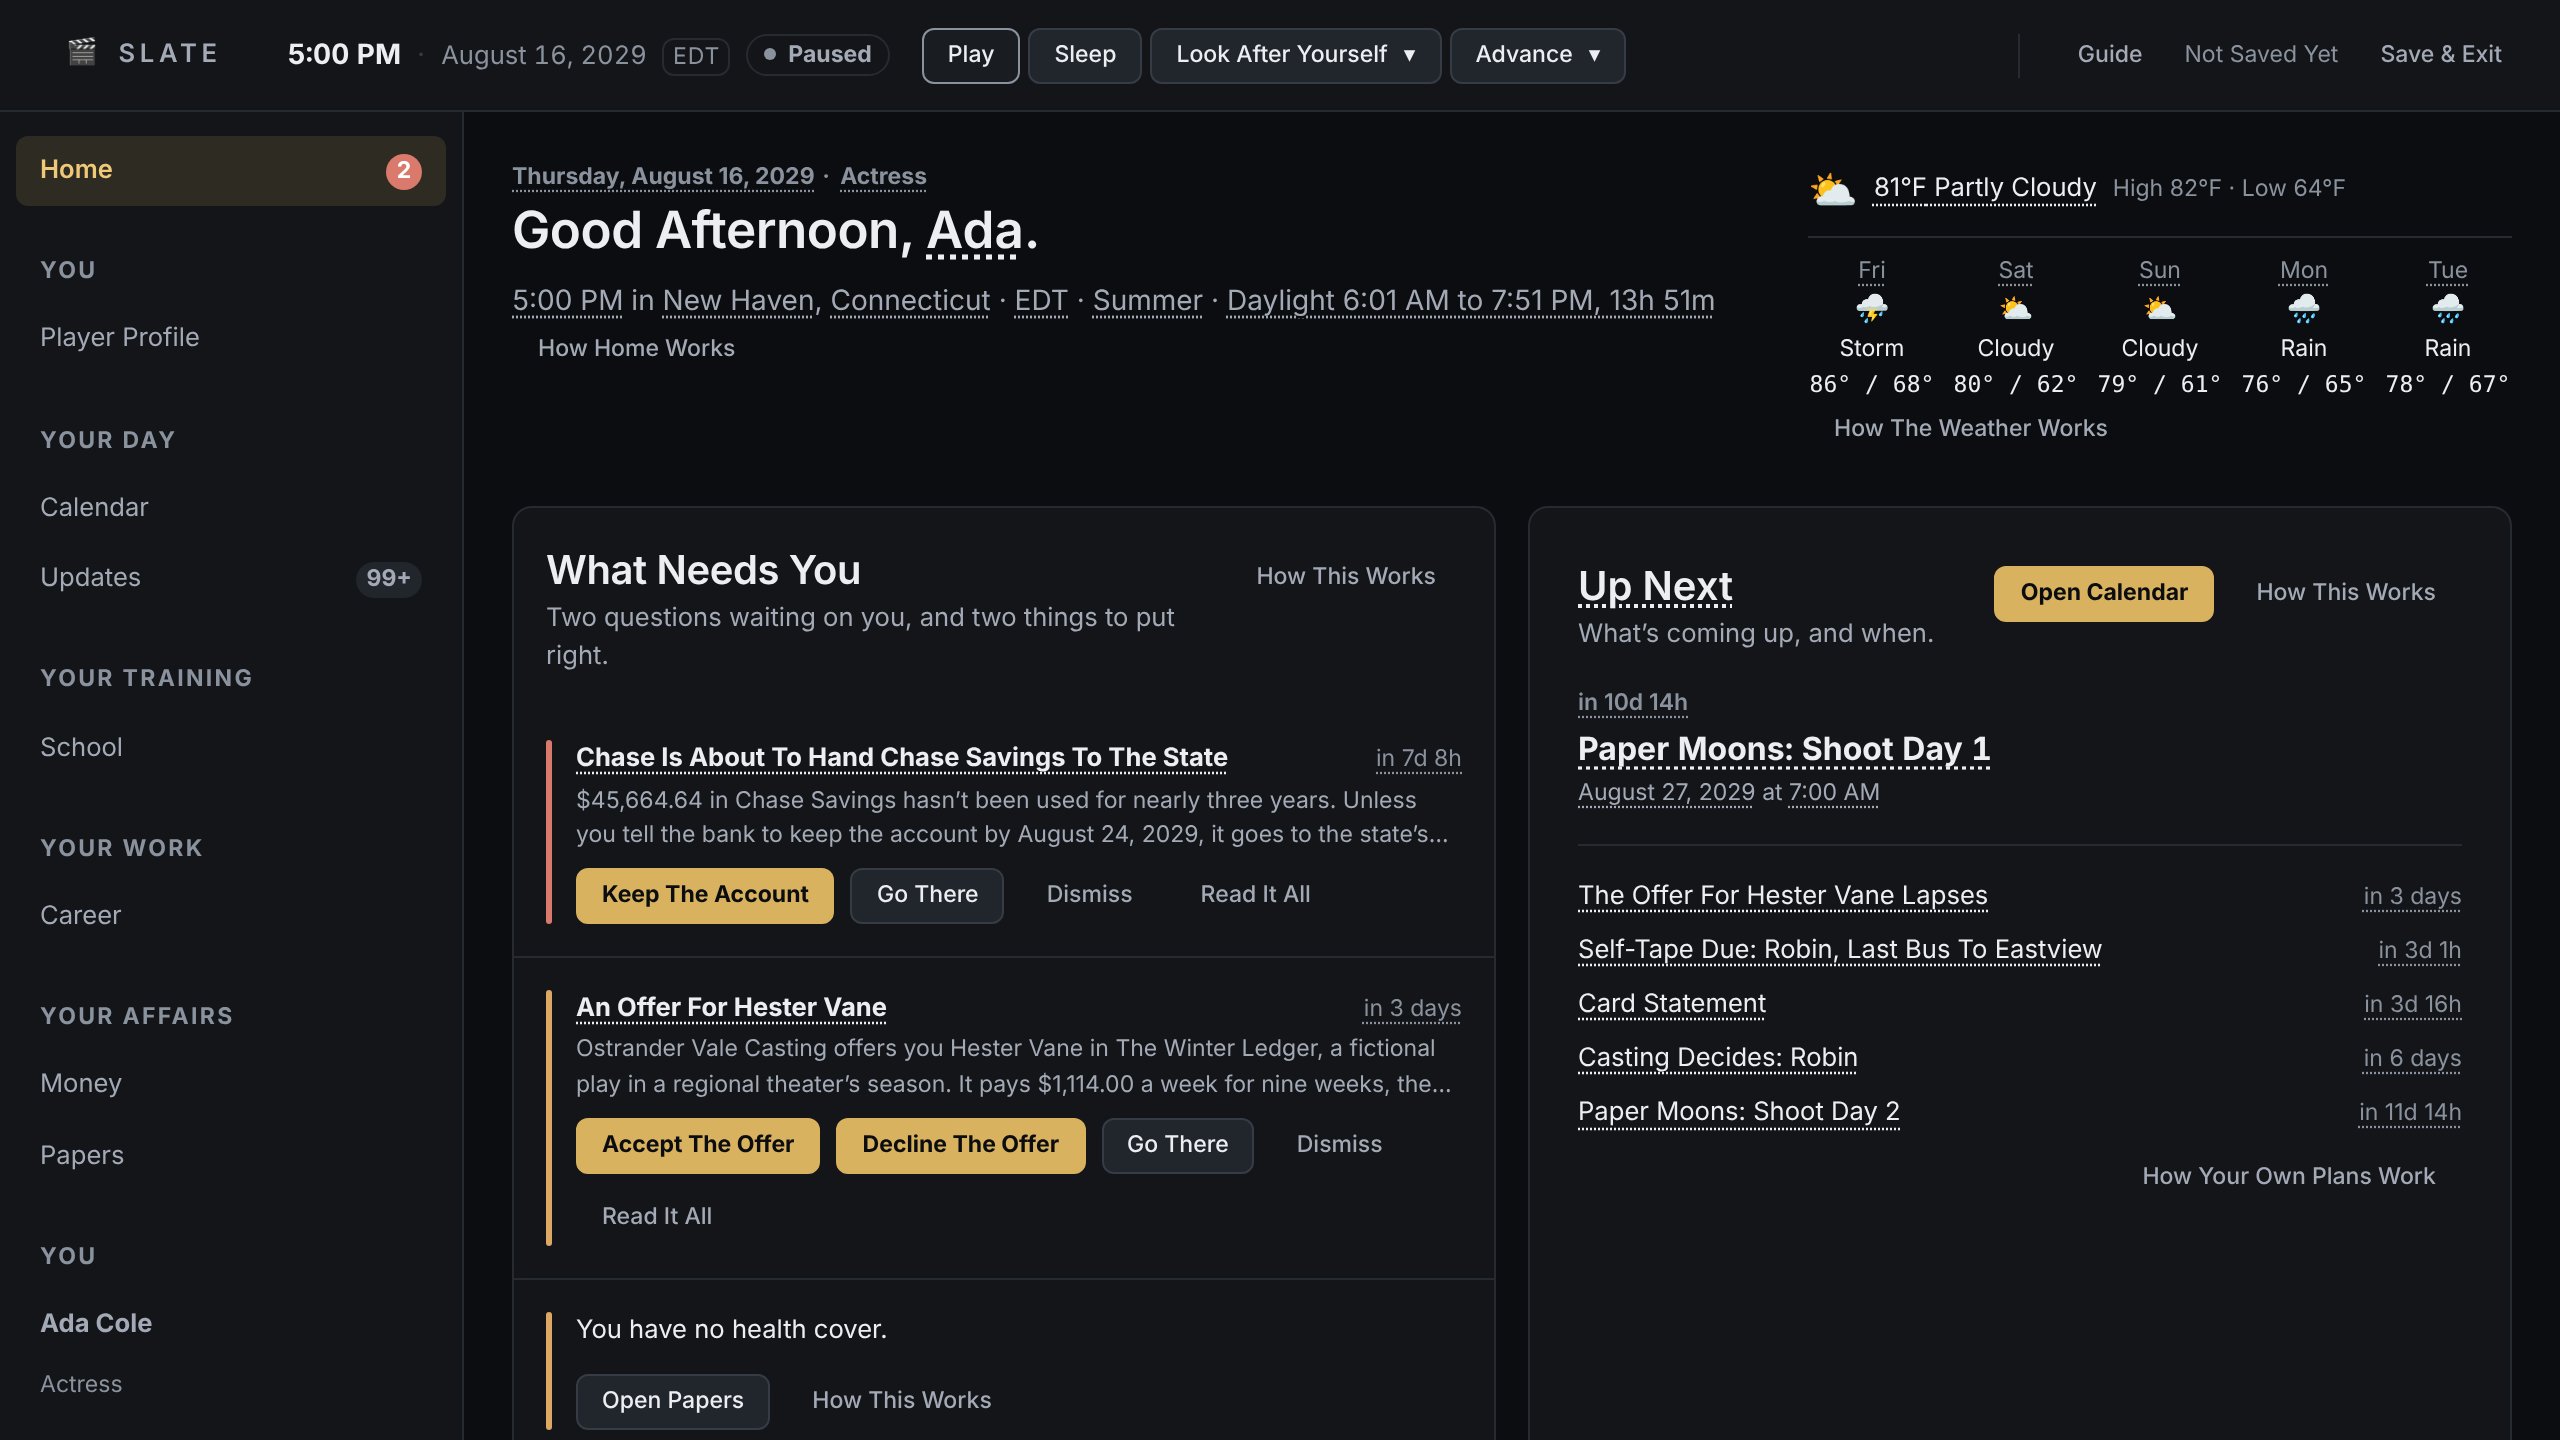 SLATE
5:00 PM · August 16, 2029 EDT Paused
Play Sleep Look After Yourself ▾ Advance ▾
Guide Not Saved Yet Save & Exit
Home 2
YOU
Player Profile
YOUR DAY
Calendar
Updates 99+
YOUR TRAINING
School
YOUR WORK
Career
YOUR AFFAIRS
Money
Papers
YOU
Ada Cole
Actress
Thursday, August 16, 2029 · Actress
Good Afternoon, Ada.
5:00 PM in New Haven, Connecticut · EDT · Summer · Daylight 6:01 AM to 7:51 PM, 13h 51m
How Home Works
81°F Partly Cloudy High 82°F · Low 64°F
Fri Sat Sun Mon Tue
Storm Cloudy Cloudy Rain Rain
86° / 68° 80° / 62° 79° / 61° 76° / 65° 78° / 67°
How The Weather Works
What Needs You
How This Works
Two questions waiting on you, and two things to put
right.
Chase Is About To Hand Chase Savings To The State in 7d 8h
$45,664.64 in Chase Savings hasn’t been used for nearly three years. Unless
you tell the bank to keep the account by August 24, 2029, it goes to the state’s…
Keep The Account Go There Dismiss Read It All
An Offer For Hester Vane in 3 days
Ostrander Vale Casting offers you Hester Vane in The Winter Ledger, a fictional
play in a regional theater’s season. It pays $1,114.00 a week for nine weeks, the…
Accept The Offer Decline The Offer Go There Dismiss
Read It All
You have no health cover.
Open Papers How This Works
Up Next
Open Calendar How This Works
What’s coming up, and when.
in 10d 14h
Paper Moons: Shoot Day 1
August 27, 2029 at 7:00 AM
The Offer For Hester Vane Lapses in 3 days
Self-Tape Due: Robin, Last Bus To Eastview in 3d 1h
Card Statement in 3d 16h
Casting Decides: Robin in 6 days
Paper Moons: Shoot Day 2 in 11d 14h
How Your Own Plans Work